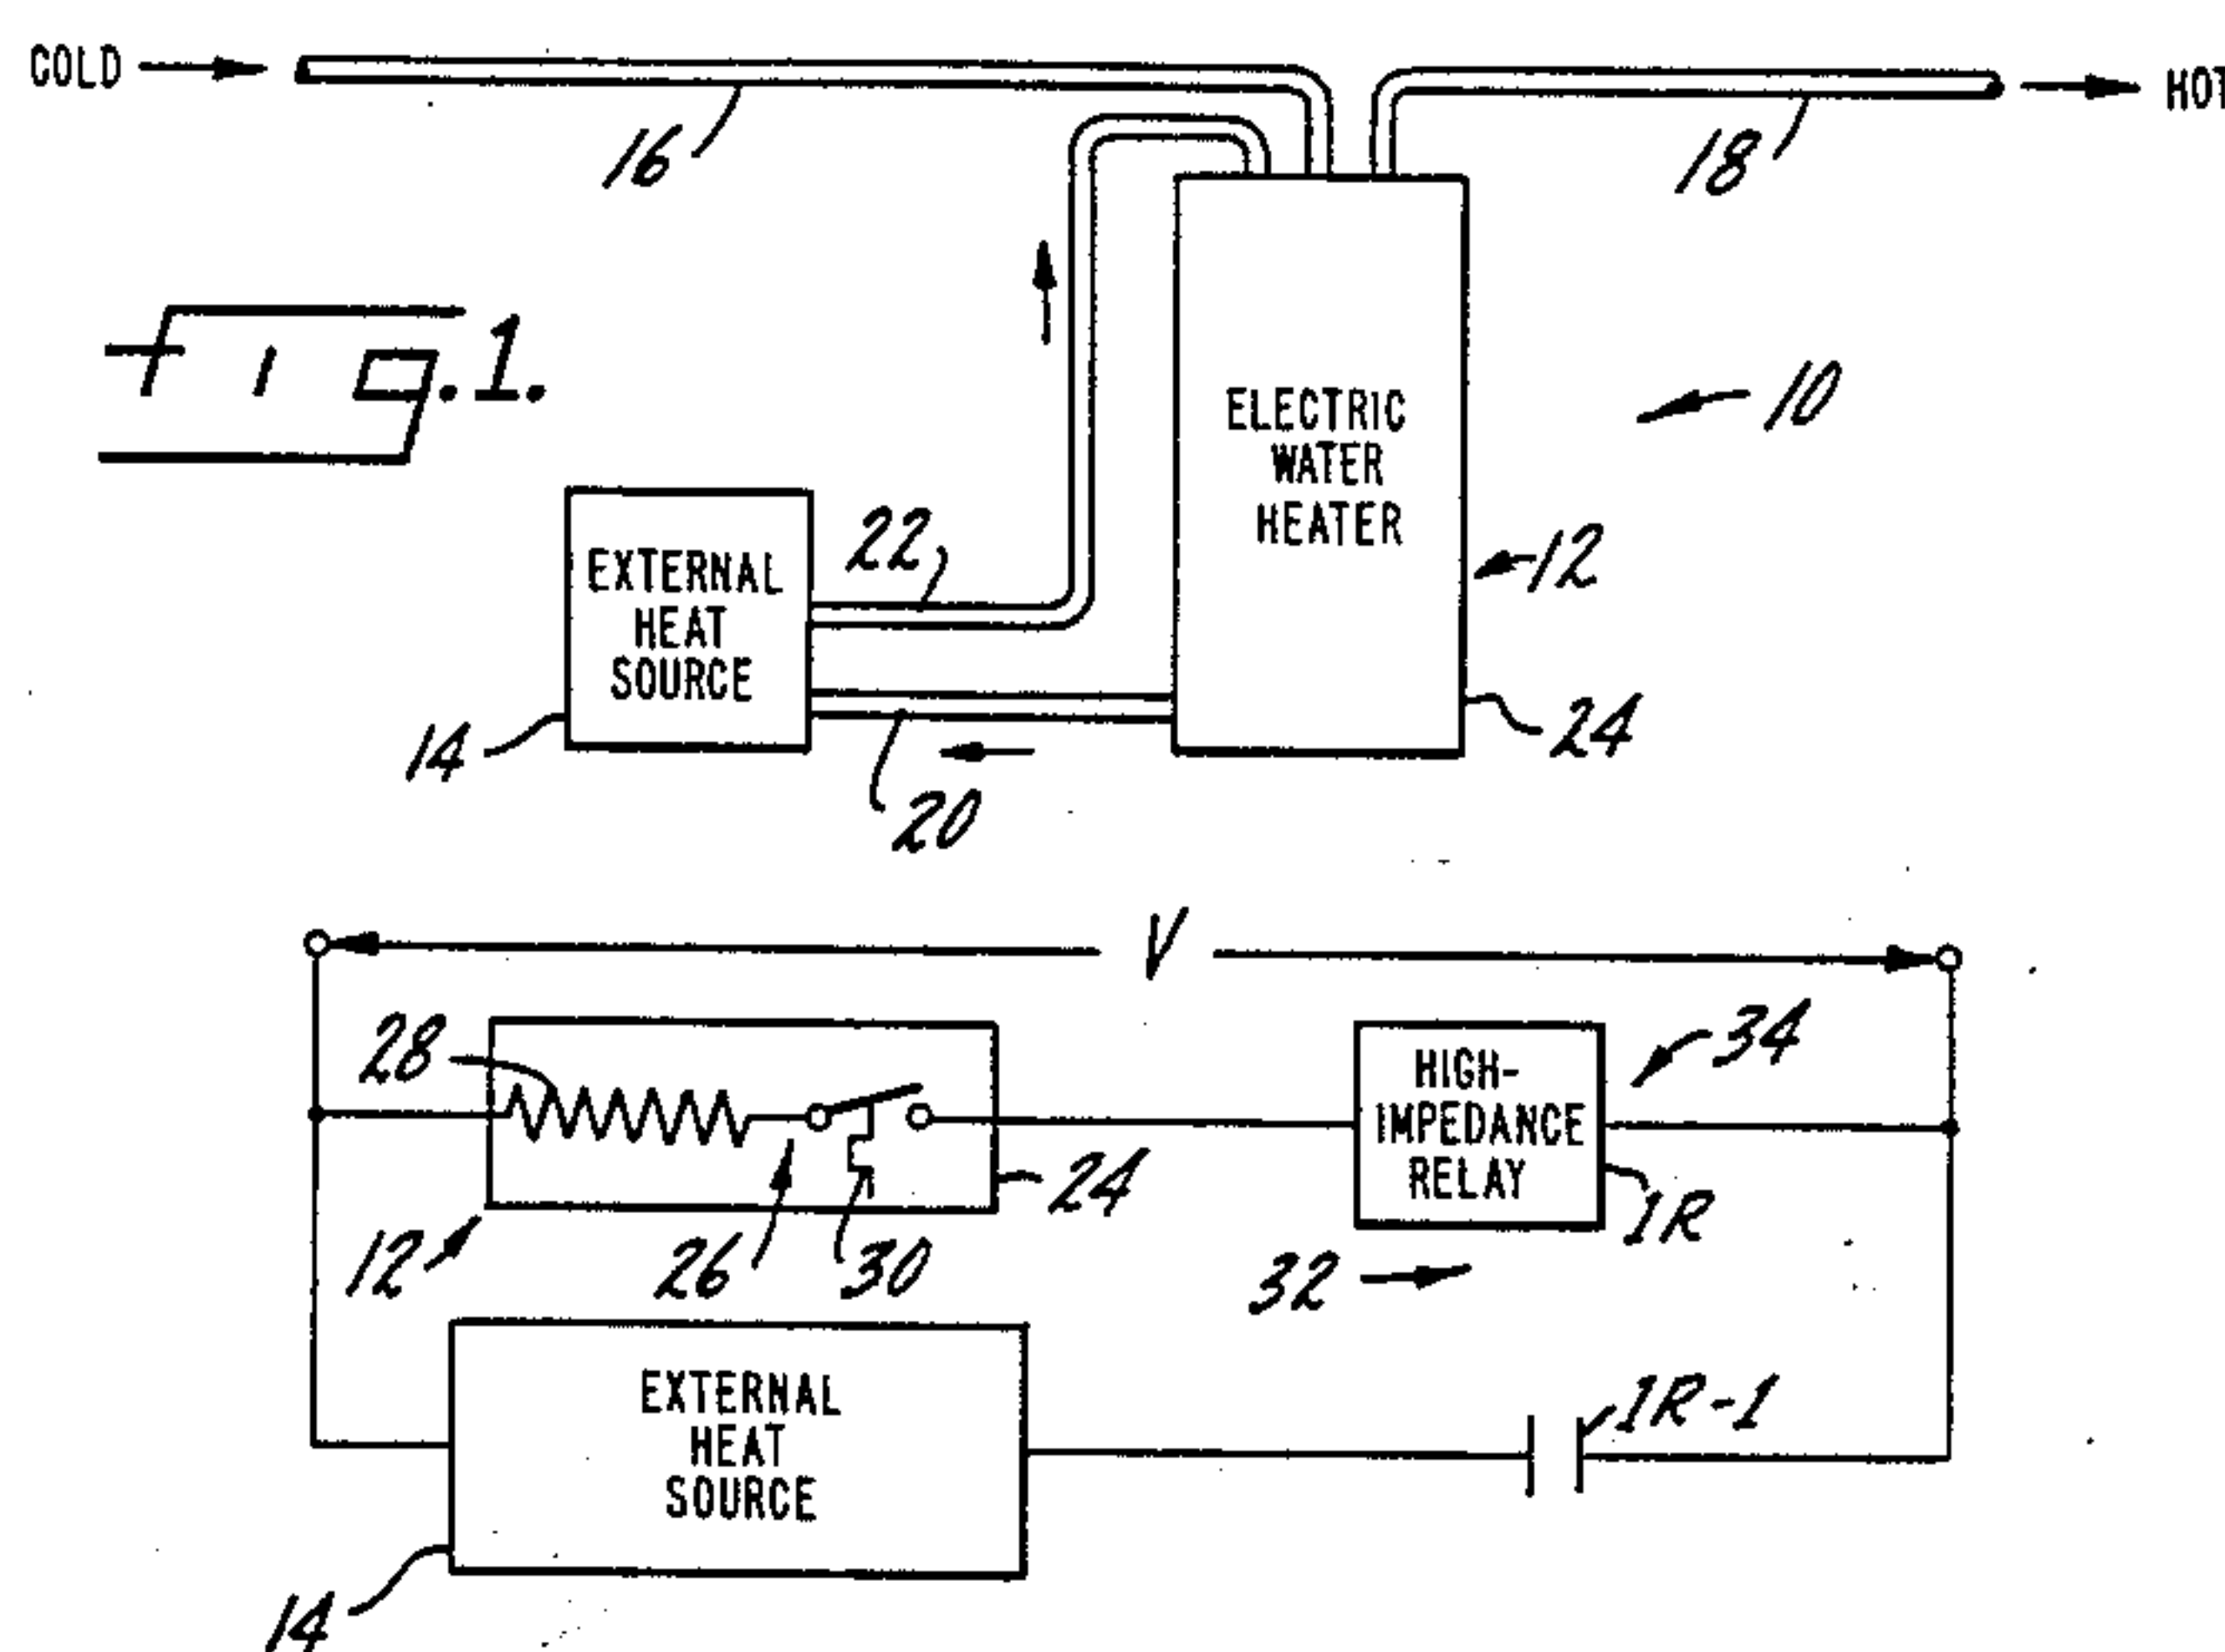 COLD
HOT
16
18
Fig. 1.
ELECTRIC
WATER
HEATER
10
EXTERNAL
HEAT
SOURCE
22
12
14
24
20
V
28
HIGH-
IMPEDANCE
RELAY
34
24
1R
12
26
30
32
EXTERNAL
HEAT
SOURCE
1R-1
14